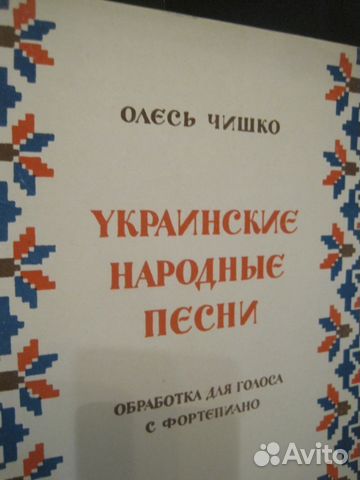 ОЛЕСЬ ЧИШКО
УКРАИНСКИЕ
НАРОДНЫЕ
ПЕСНИ
ОБРАБОТКА ДЛЯ ГОЛОСА
С ФОРТЕПИАНО
Avito